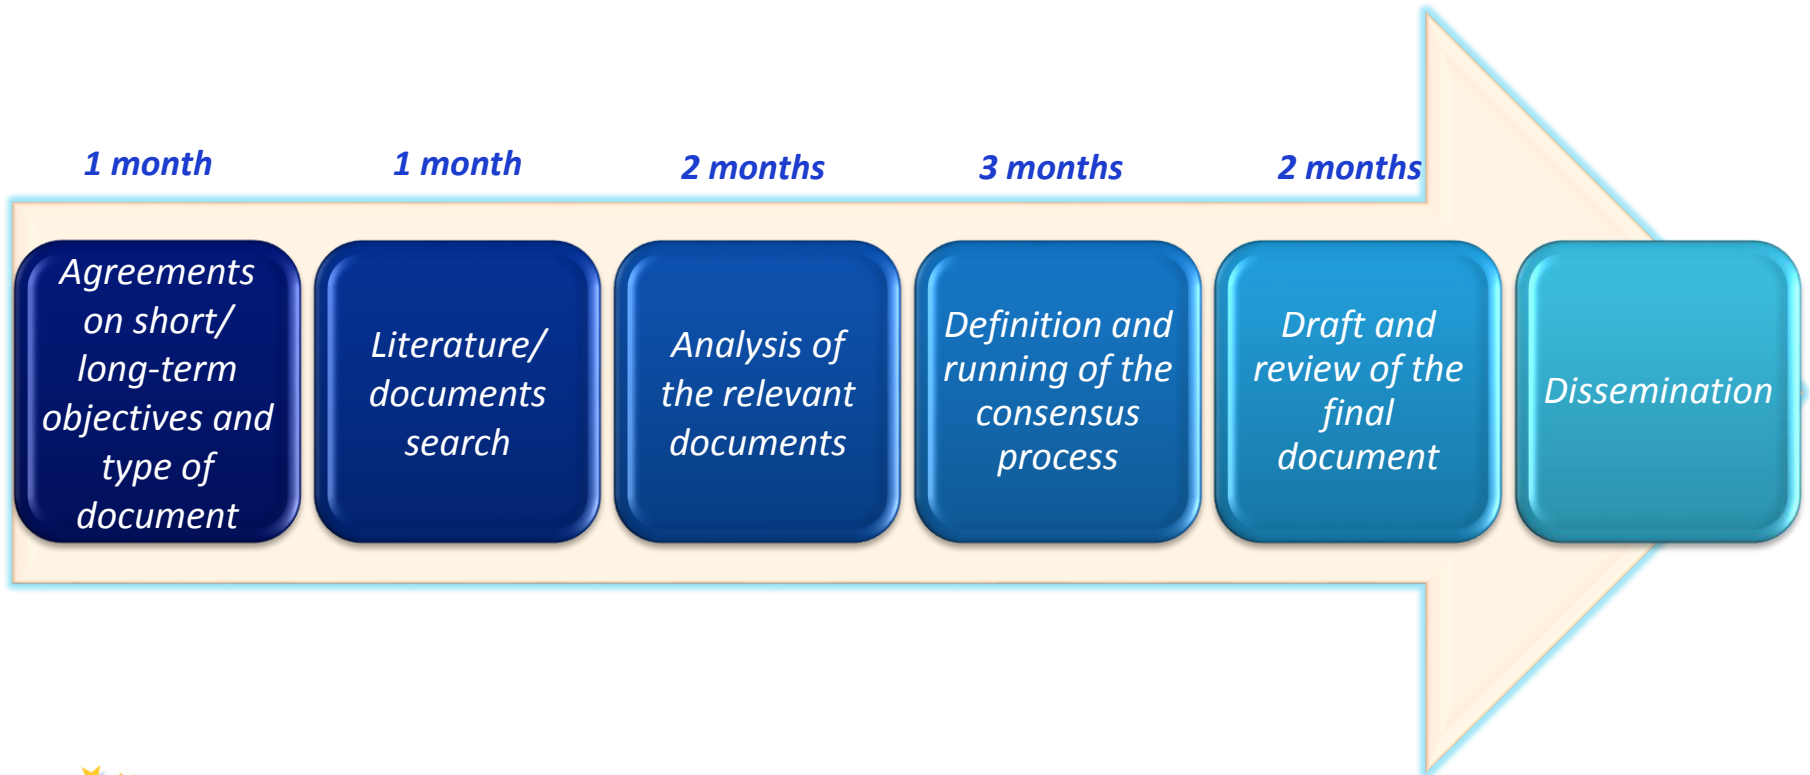 1 month
1 month
2 months
3 months
2 months
Agreements
on short/
long-term
objectives and
type of
document
Literature/
documents
search
Analysis of
the relevant
documents
Definition and
running of the
consensus
process
Draft and
review of the
final
document
Dissemination